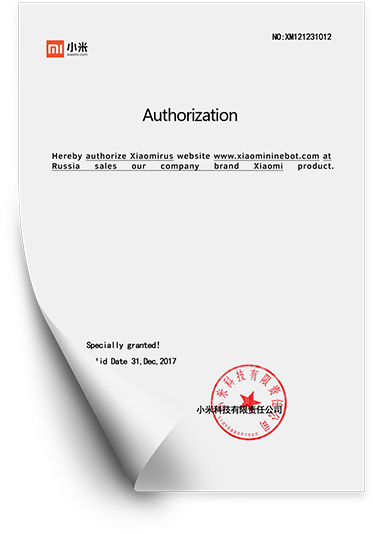 NO:XM121231012
mi 小米
xiaomi.com
Authorization
Hereby authorize Xiaomirus website www.xiaomininebot.com at
Russia sales our company brand Xiaomi product.
Specially granted!
'id Date 31,Dec,2017
小米科技有限责任公司
小米科技有限责任公司